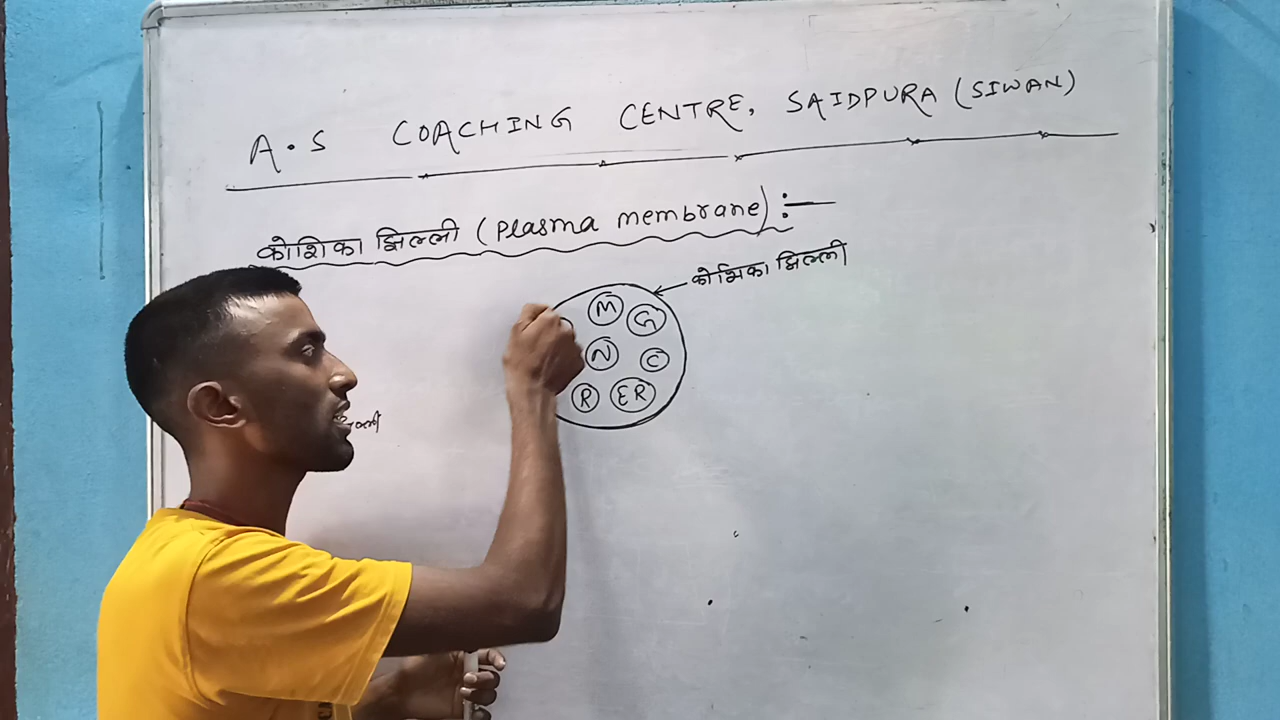 A.S COACHING CENTRE, SAIDPURA (SIWAN)
कोशिका झिल्ली (Plasma membrane) :—
कोशिका झिल्ली
M
G
N
C
R
ER